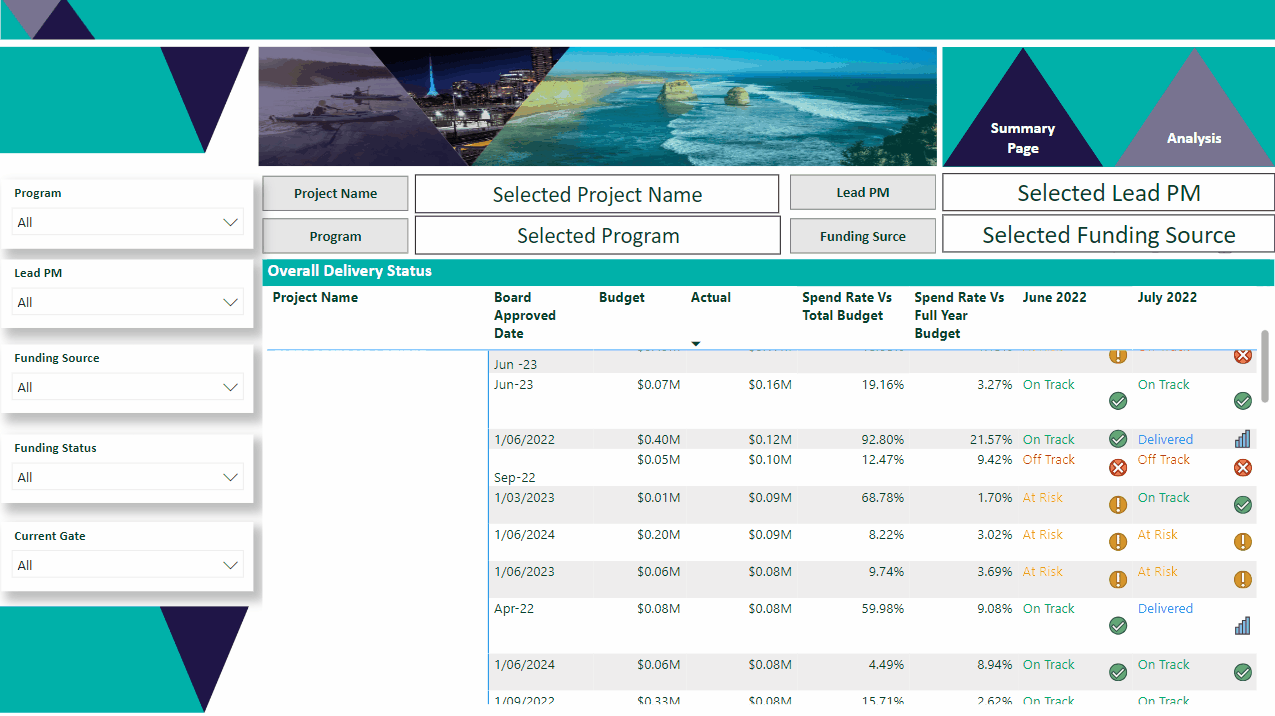 Summary
Page
Analysis
Program
All
Lead PM
All
Funding Source
All
Funding Status
All
Current Gate
All
Project Name
Selected Project Name
Lead PM
Selected Lead PM
Program
Selected Program
Funding Surce
Selected Funding Source
Overall Delivery Status
Project Name
Board
Approved
Date
Budget
Actual
Spend Rate Vs
Total Budget
Spend Rate Vs
Full Year
Budget
June 2022
July 2022
Jun -23
Jun-23 $0.07M $0.16M 19.16% 3.27% On Track On Track
1/06/2022 $0.40M $0.12M 92.80% 21.57% On Track Delivered
$0.05M $0.10M 12.47% 9.42% Off Track Off Track
Sep-22
1/03/2023 $0.01M $0.09M 68.78% 1.70% At Risk On Track
1/06/2024 $0.20M $0.09M 8.22% 3.02% At Risk At Risk
1/06/2023 $0.06M $0.08M 9.74% 3.69% At Risk At Risk
Apr-22 $0.08M $0.08M 59.98% 9.08% On Track Delivered
1/06/2024 $0.06M $0.08M 4.49% 8.94% On Track On Track
1/09/2022 $0.33M $0.08M 15.71% 2.62% On Track On Track